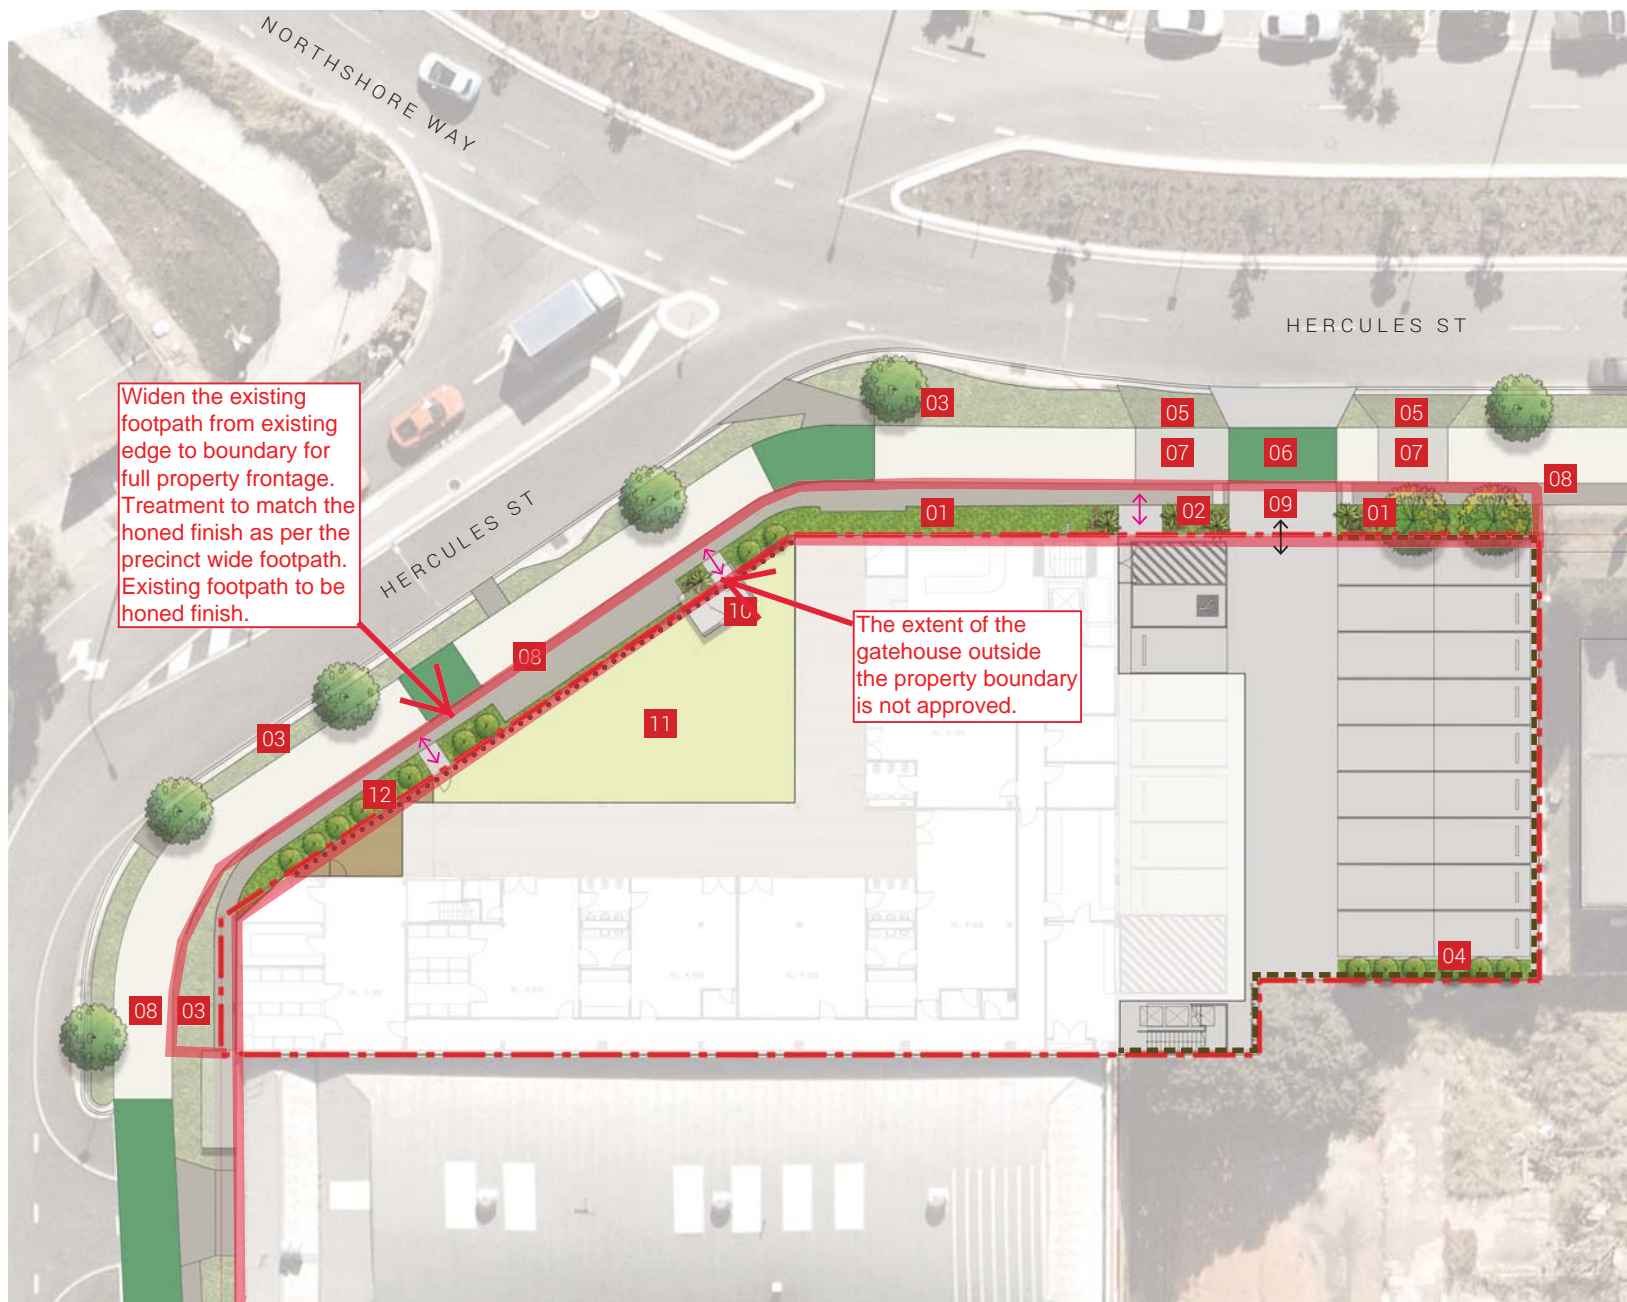 NORTHSHORE WAY
HERCULES ST
Widen the existing
footpath from existing
edge to boundary for
full property frontage.
Treatment to match the
honed finish as per the
precinct wide footpath.
Existing footpath to be
honed finish.
HERCULES ST
03
05
05
07
06
07
08
01
02
09
01
10
The extent of the
gatehouse outside
the property boundary
is not approved.
08
11
03
12
04
08
03